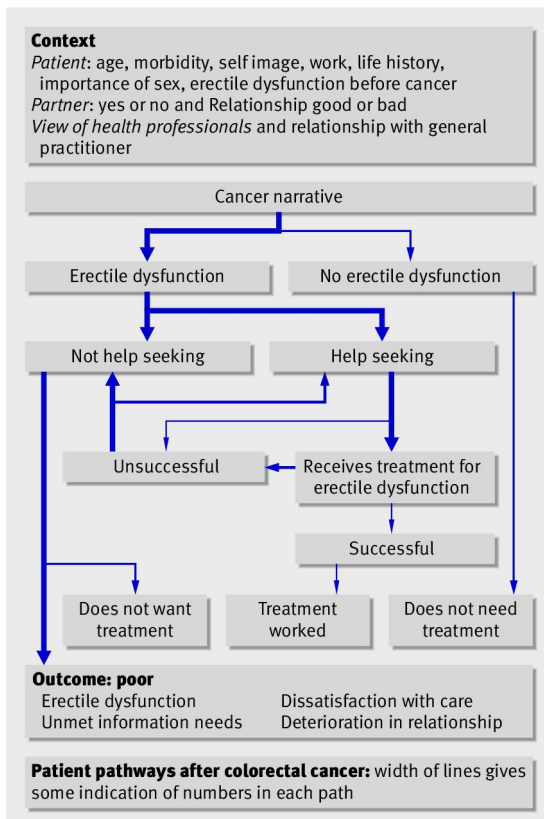 Context
Patient: age, morbidity, self image, work, life history,
importance of sex, erectile dysfunction before cancer
Partner: yes or no and Relationship good or bad
View of health professionals and relationship with general
practitioner
Cancer narrative
Erectile dysfunction
No erectile dysfunction
Not help seeking
Help seeking
Unsuccessful
Receives treatment for
erectile dysfunction
Successful
Does not want
treatment
Treatment
worked
Does not need
treatment
Outcome: poor
Erectile dysfunction
Dissatisfaction with care
Unmet information needs
Deterioration in relationship
Patient pathways after colorectal cancer: width of lines gives
some indication of numbers in each path